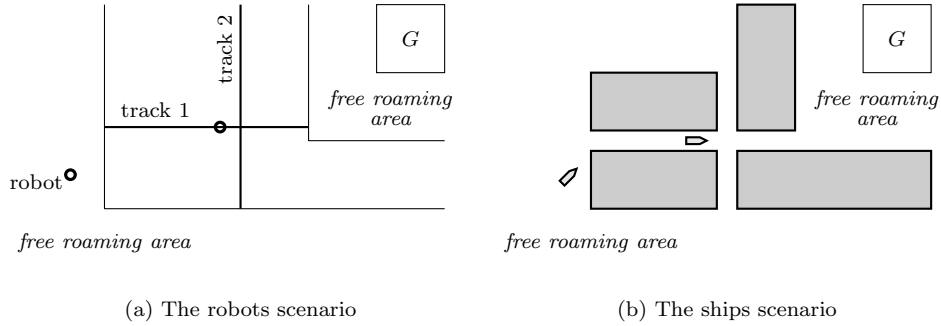 track 2
G
free roaming
area
track 1
robot
free roaming area
(a) The robots scenario
G
free roaming
area
free roaming area
(b) The ships scenario